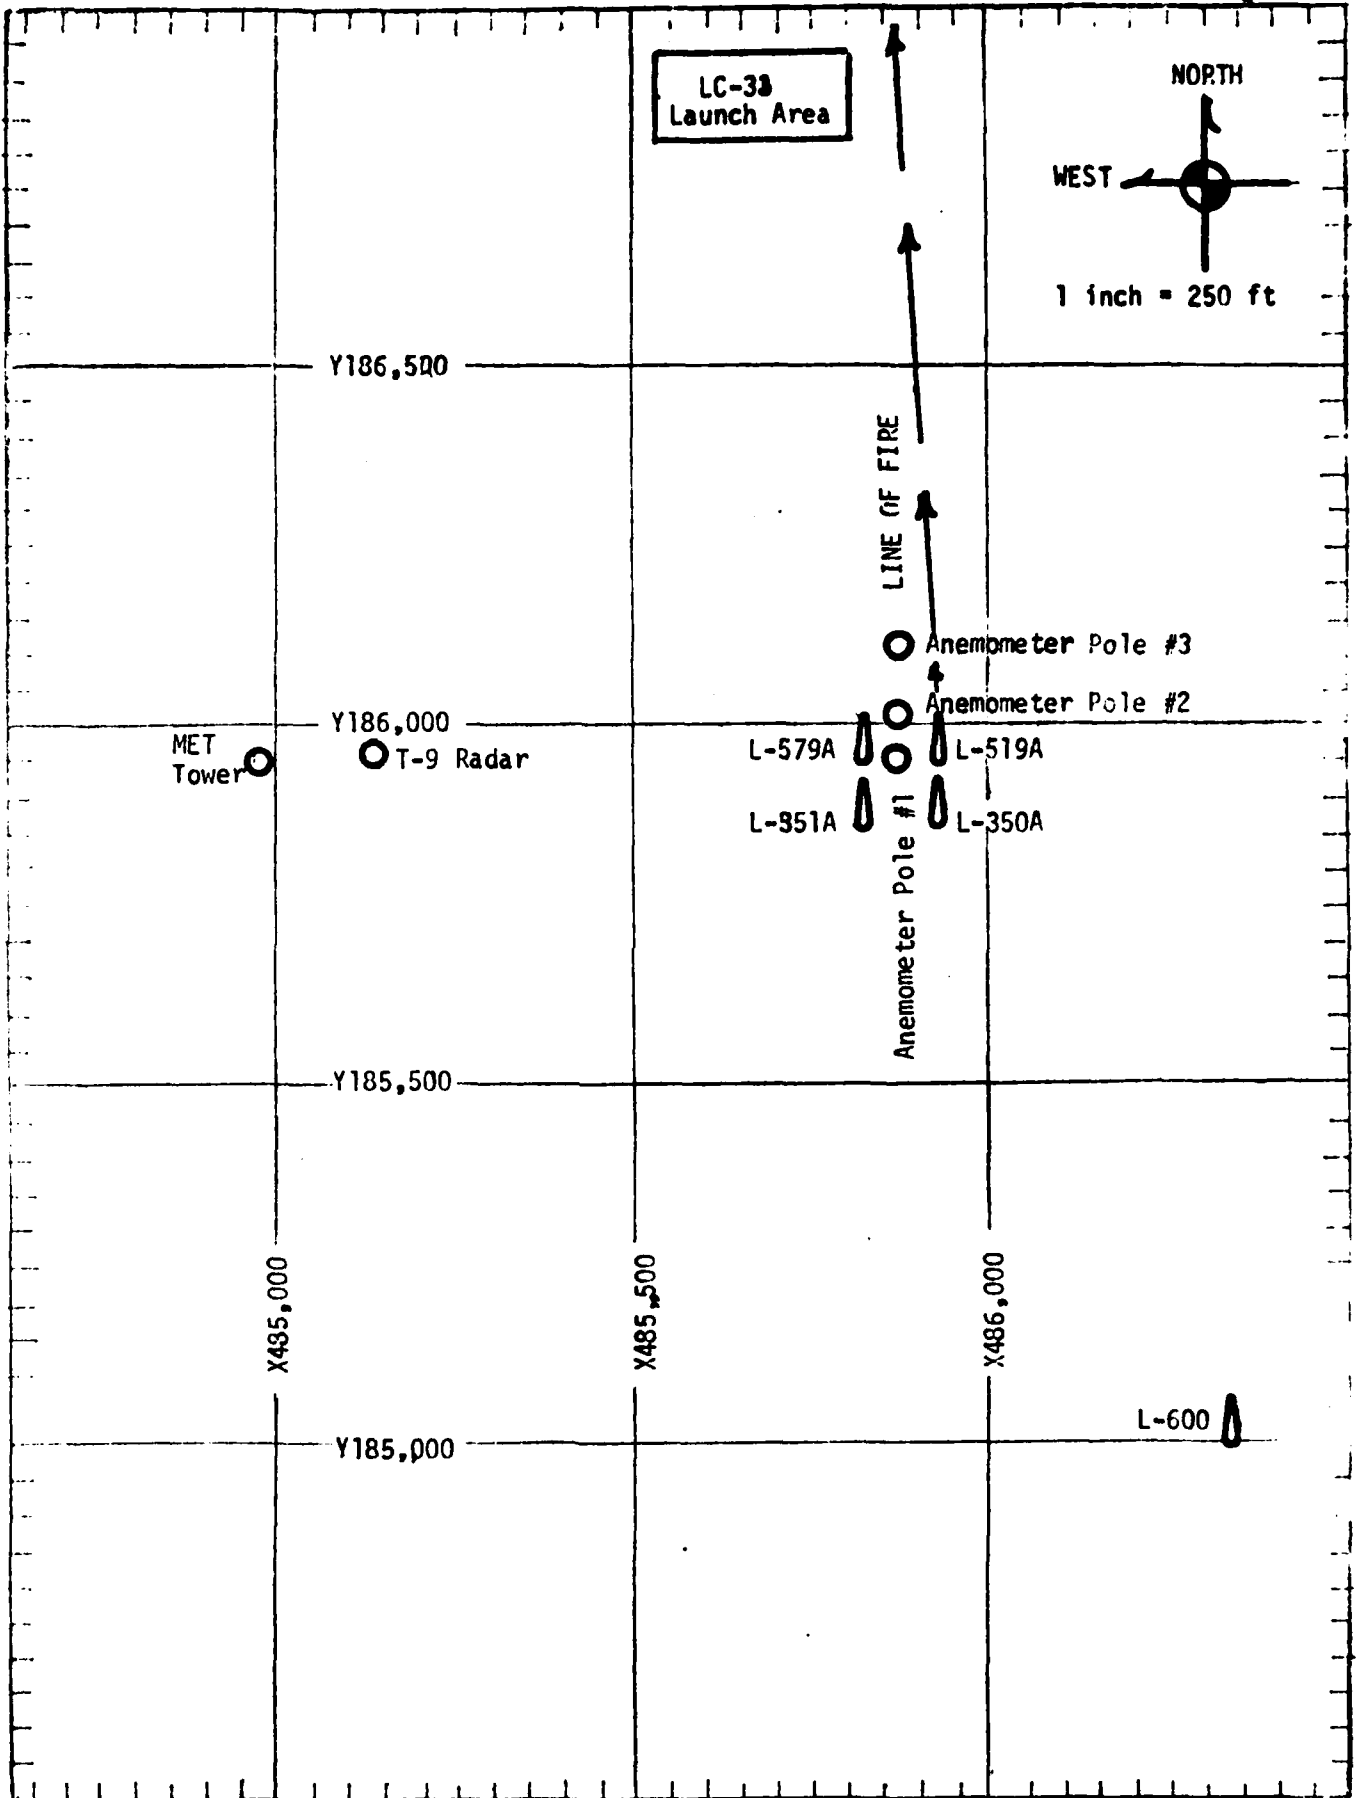 LC-33
Launch Area
NORTH
WEST
1 inch = 250 ft
Y186,500
LINE OF FIRE
Anemometer Pole #3
Anemometer Pole #2
Y186,000
MET
Tower
T-9 Radar
L-579A
L-519A
L-351A
L-350A
Anemometer Pole #1
Y185,500
X485,000
X485,500
X486,000
L-600
Y185,000